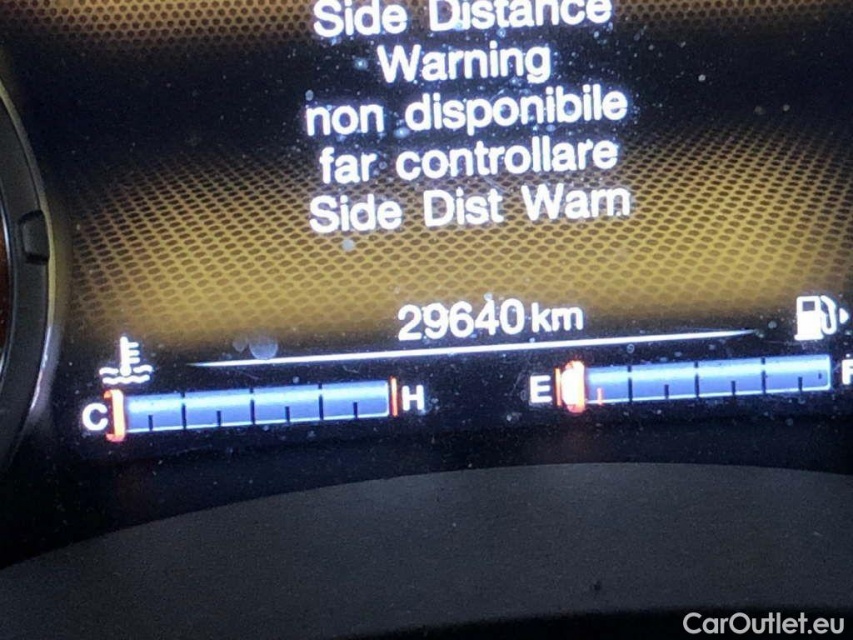 Side Distance
Warning
non disponibile
far controllare
Side Dist Warn
29640 km
C H E F
CarOutlet.eu